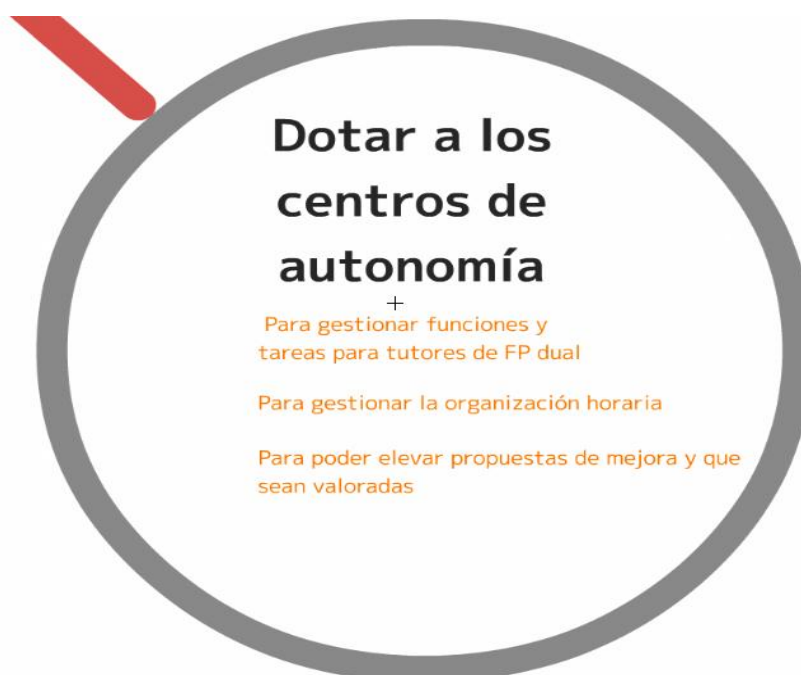 Dotar a los
centros de
autonomía
Para gestionar funciones y
tareas para tutores de FP dual
Para gestionar la organización horaria
Para poder elevar propuestas de mejora y que
sean valoradas